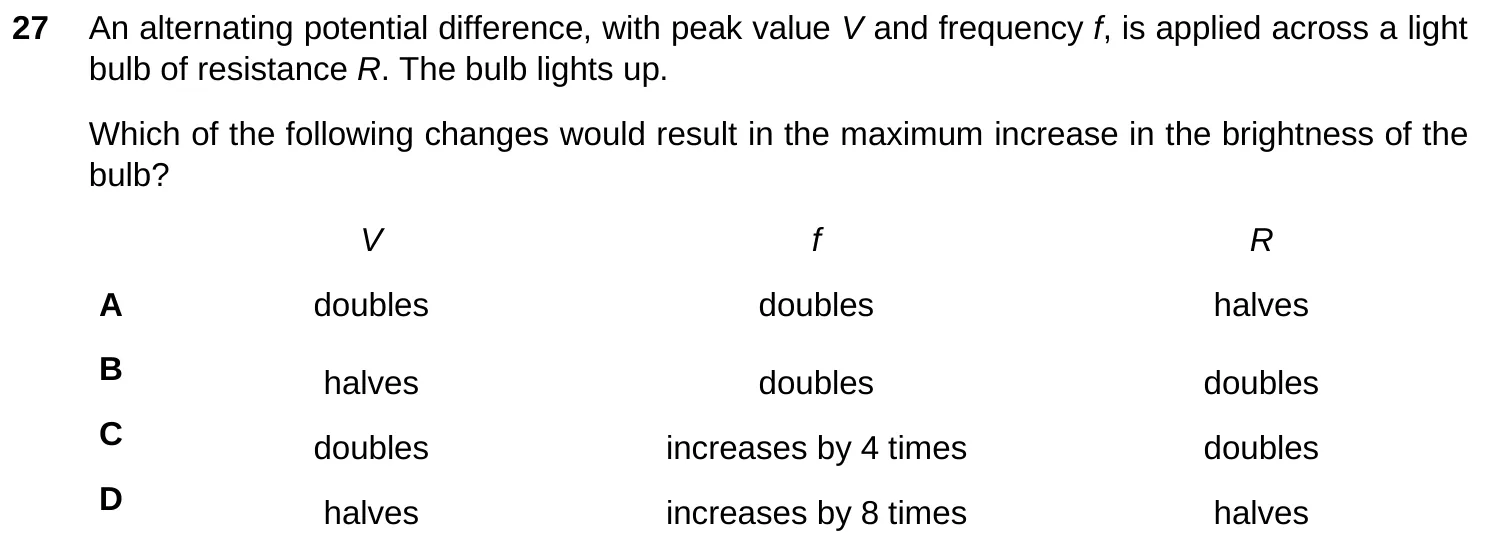 27 An alternating potential difference, with peak value V and frequency f, is applied across a light
bulb of resistance R. The bulb lights up.
Which of the following changes would result in the maximum increase in the brightness of the
bulb?
V f R
A doubles doubles halves
B halves doubles doubles
C doubles increases by 4 times doubles
D halves increases by 8 times halves